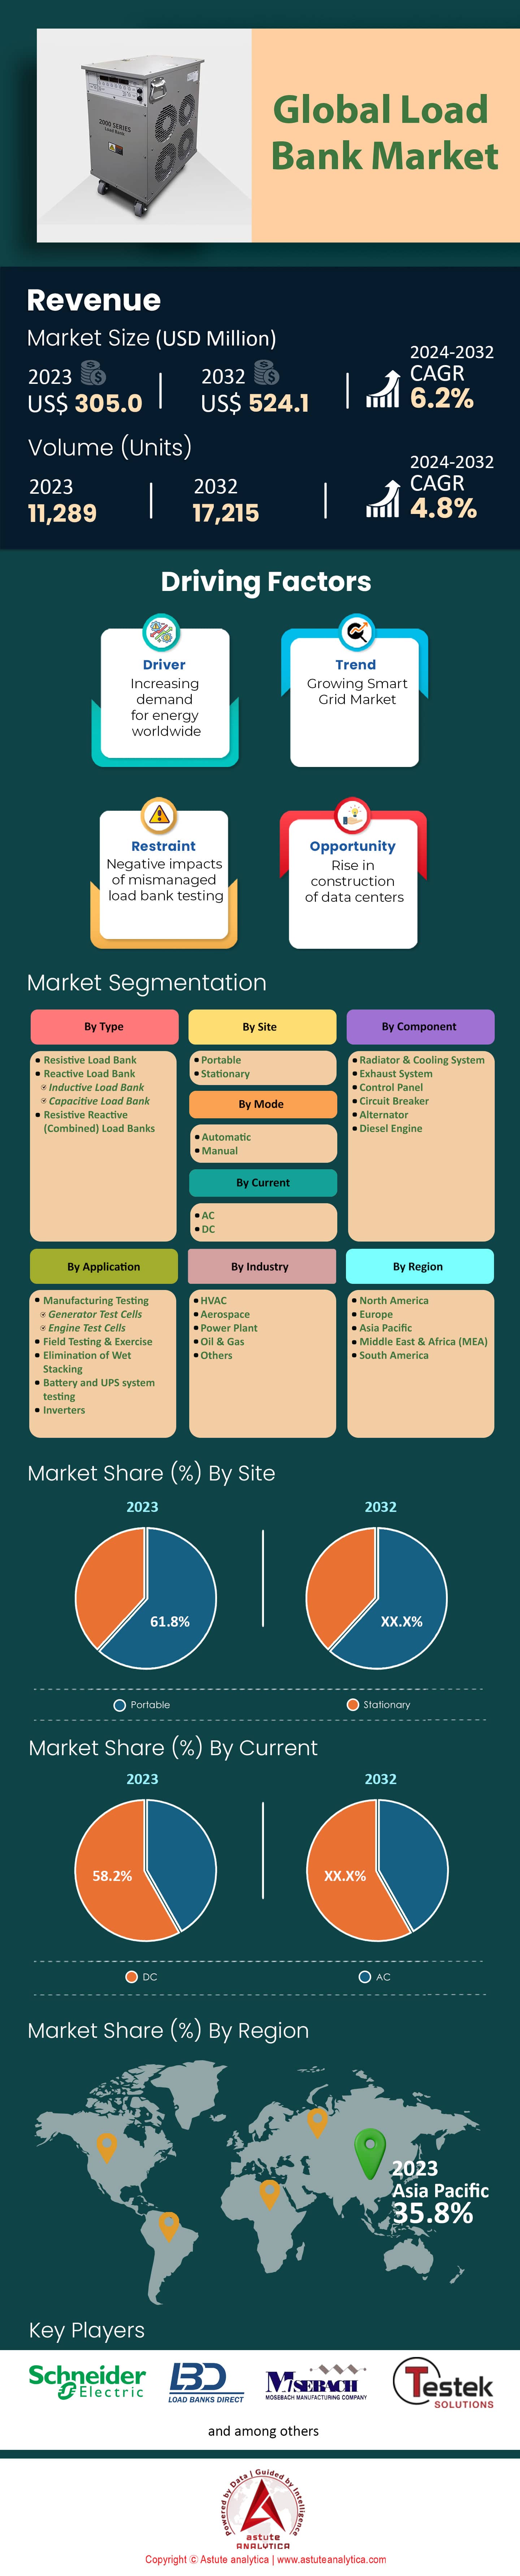 2000 SERIES
Load Bank
Global Load
Bank Market
Revenue
Market Size (USD Million)
2023
US$ 305.0
2032
US$ 524.1
2024-2032
CAGR
6.2%
Volume (Units)
2023
11,289
2032
17,215
2024-2032
CAGR
4.8%
Driving Factors
Driver
Increasing
demand
for energy
worldwide
Trend
Growing Smart
Grid Market
Restraint
Negative impacts
of mismanaged
load bank testing
Opportunity
Rise in
construction
of data centers
Market Segmentation
By Type
Resistive Load Bank
Reactive Load Bank
Inductive Load Bank
Capacitive Load Bank
Resistive Reactive
(Combined) Load Banks
By Site
Portable
Stationary
By Mode
Automatic
Manual
By Current
AC
DC
By Component
Radiator & Cooling System
Exhaust System
Control Panel
Circuit Breaker
Alternator
Diesel Engine
By Application
Manufacturing Testing
Generator Test Cells
Engine Test Cells
Field Testing & Exercise
Elimination of Wet
Stacking
Battery and UPS system
testing
Inverters
By Industry
HVAC
Aerospace
Power Plant
Oil & Gas
Others
By Region
North America
Europe
Asia Pacific
Middle East & Africa (MEA)
South America
Market Share (%) By Site
2023
61.8%
2032
XX.X%
Portable
Stationary
Market Share (%) By Current
2023
58.2%
2032
XX.X%
DC
AC
Market Share (%) By Region
2023
Asia Pacific
35.8%
Key Players
Schneider
Electric
LBD
LOAD BANKS DIRECT
MOSEBACH
MOSEBACH MANUFACTURING COMPANY
Testek
SOLUTIONS
and among others
Powered by Data | Guided by Intelligence
astute
ANALYTICA
Copyright © Astute analytica | www.astuteanalytica.com